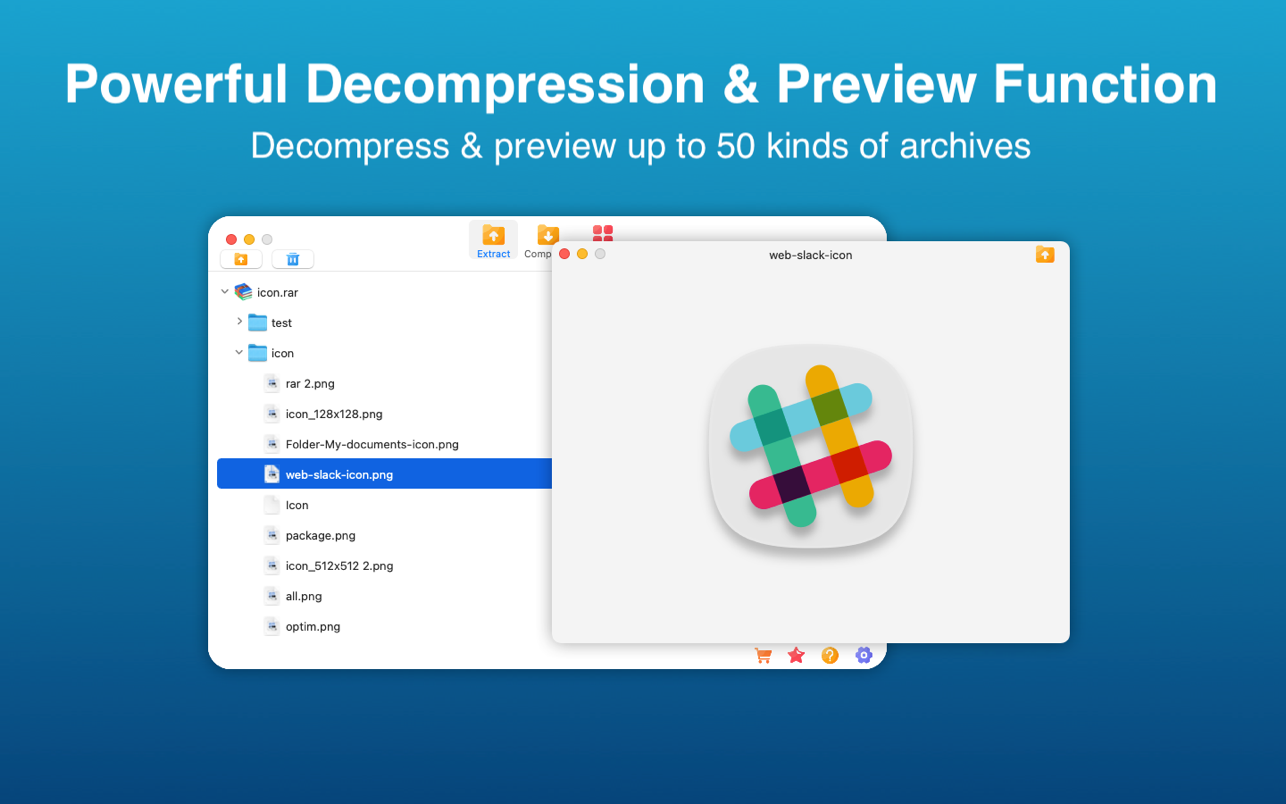 Powerful Decompression & Preview Function
Decompress & preview up to 50 kinds of archives
Extract
Comp
web-slack-icon
icon.rar
test
icon
rar 2.png
icon_128x128.png
Folder-My-documents-icon.png
web-slack-icon.png
Icon
package.png
icon_512x512 2.png
all.png
optim.png